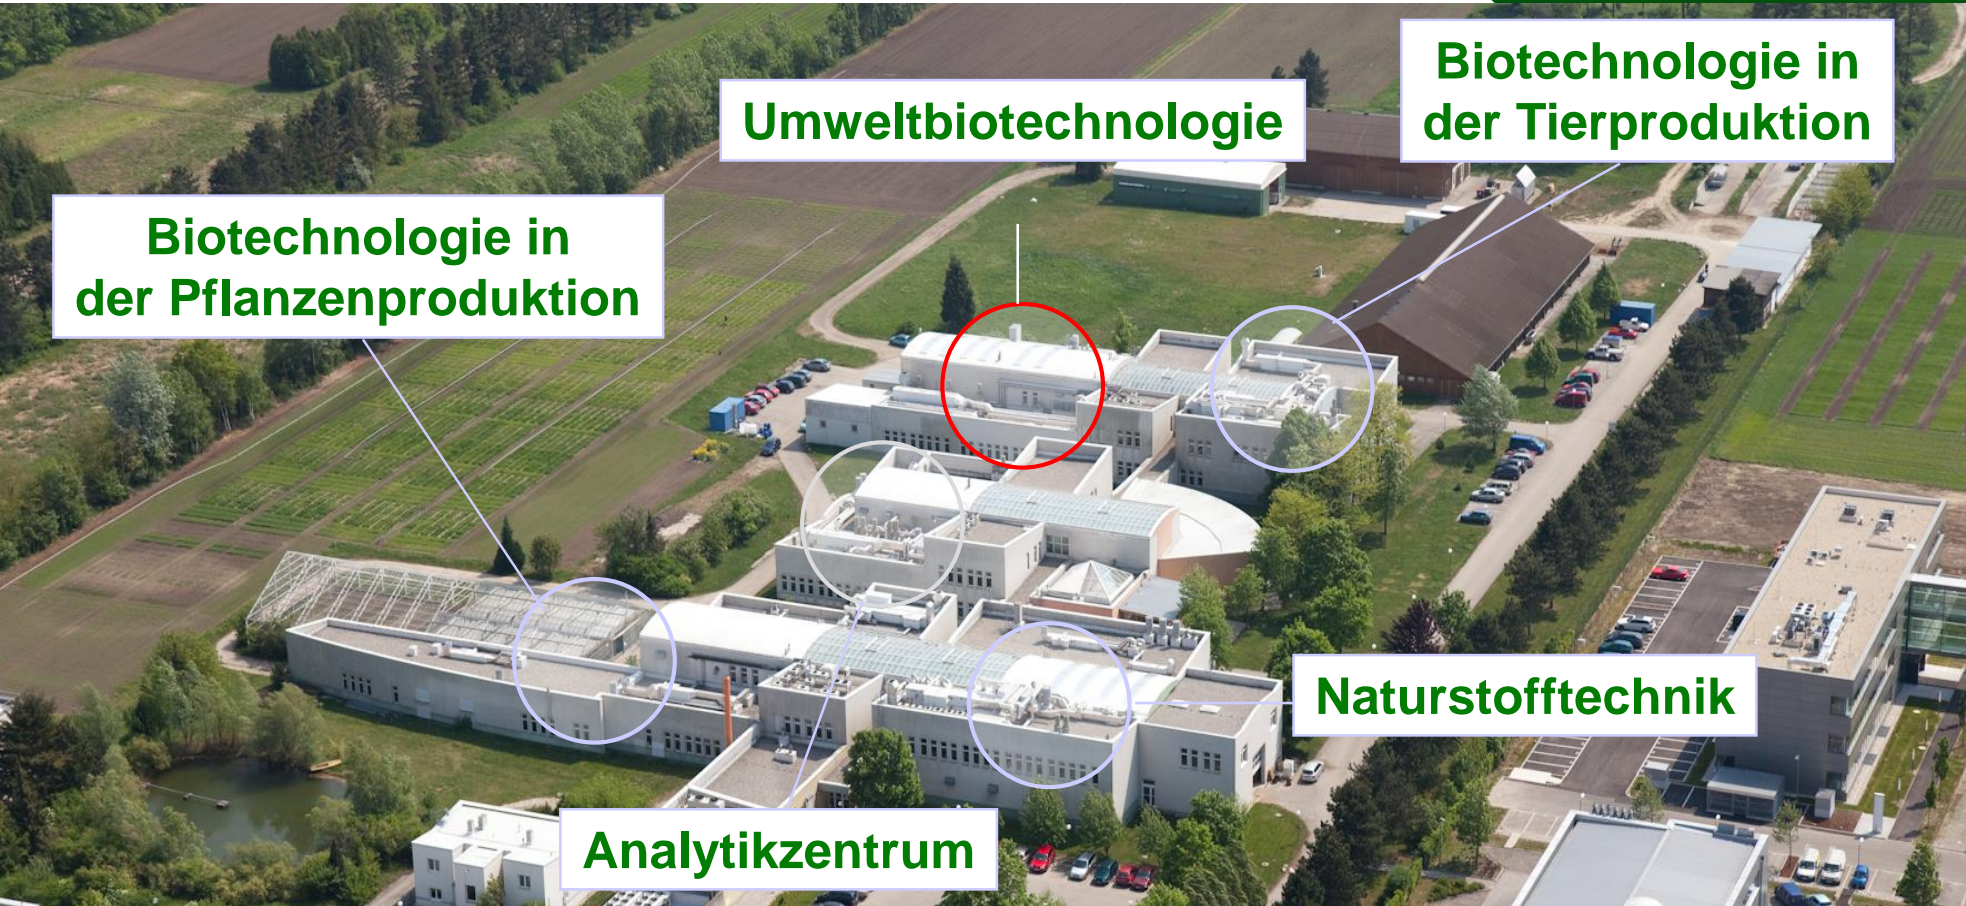 Umweltbiotechnologie
Biotechnologie in
der Tierproduktion
Biotechnologie in
der Pflanzenproduktion
Naturstofftechnik
Analytikzentrum